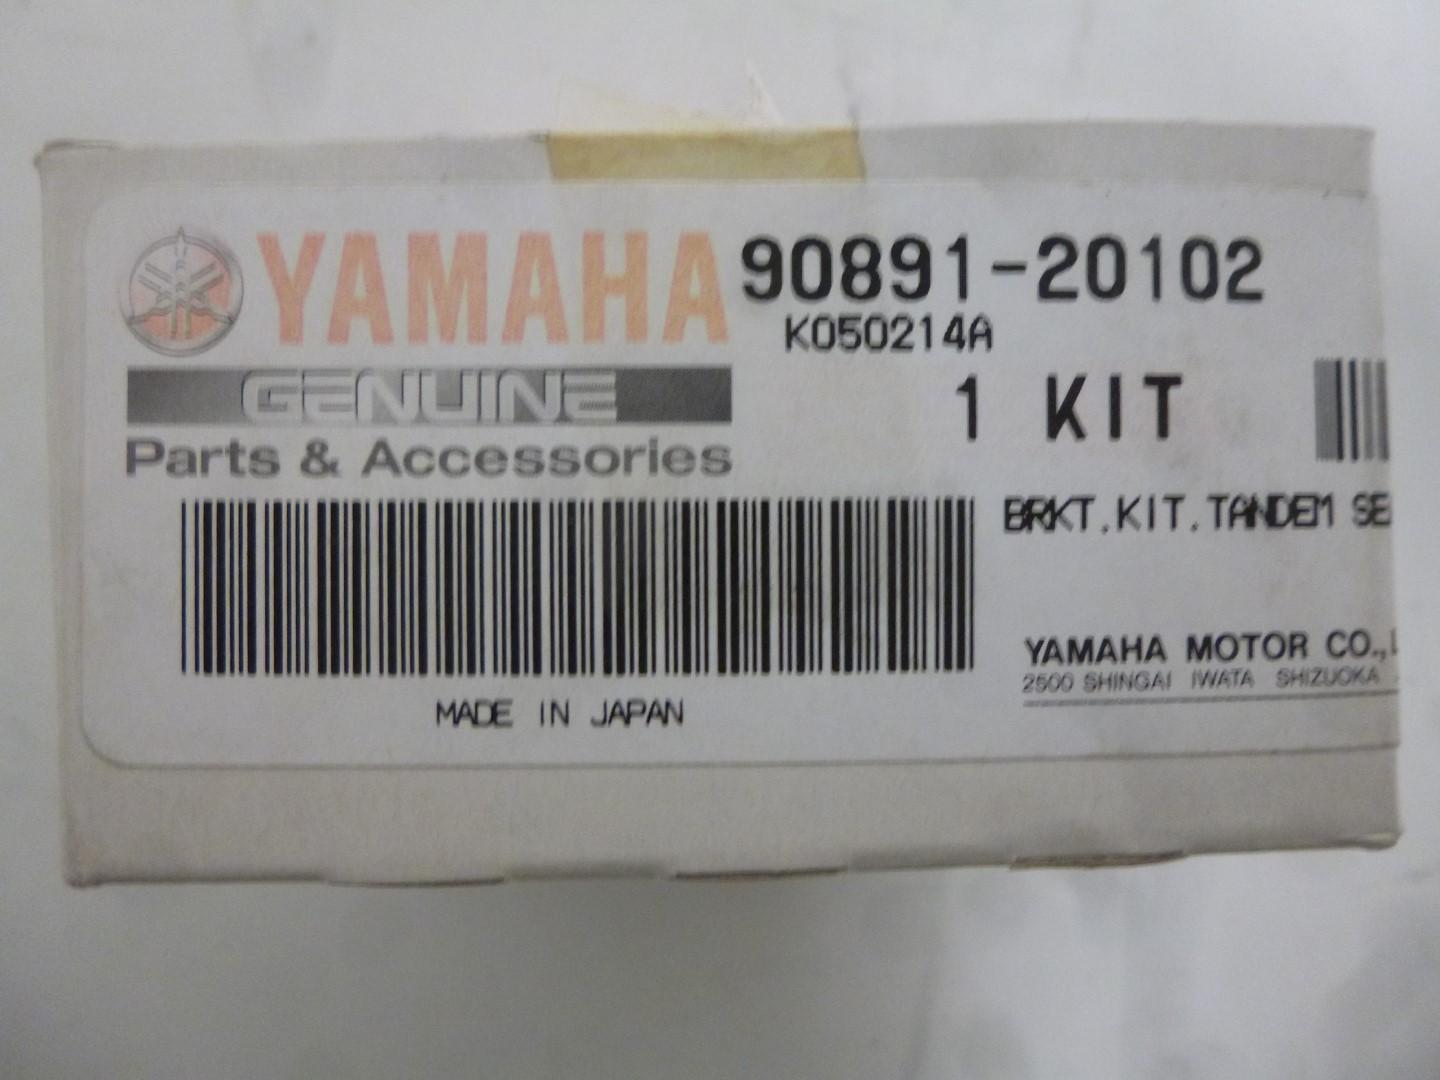 YAMAHA 90891-20102
K050214A
GENUINE
1 KIT
Parts & Accessories
BRKT.KIT.TANDEM SE
YAMAHA MOTOR CO.,L
2500 SHINGAI IWATA SHIZUOKA
MADE IN JAPAN